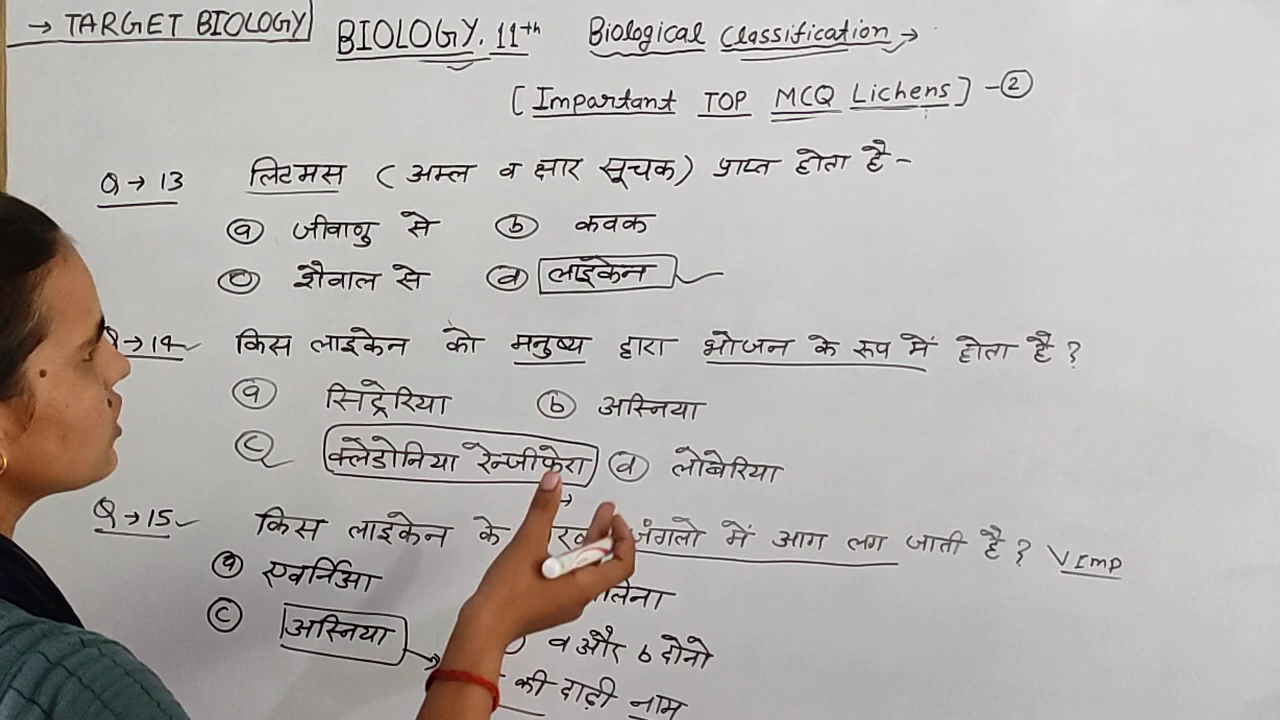 → TARGET BIOLOGY
BIOLOGY. 11th Biological Classification →
[Impartant TOP MCQ Lichens] - 2
Q → 13 लिटमस (अम्ल व क्षार सूचक) प्राप्त होता है -
a जीवाणु से b कवक
c शैवाल से d लाइकेन
→ 14 किस लाइकेन को मनुष्य द्वारा भोजन के रूप में होता है ?
a सिट्रेरिया b अस्निया
c क्लेडोनिया रेन्जीफेरा d लोबेरिया
Q → 15 किस लाइकेन के जंगलो में आग लग जाती है ? V Imp
a एवर्निआ
c अस्निया → a और b दोनो
की दाढ़ी नाम